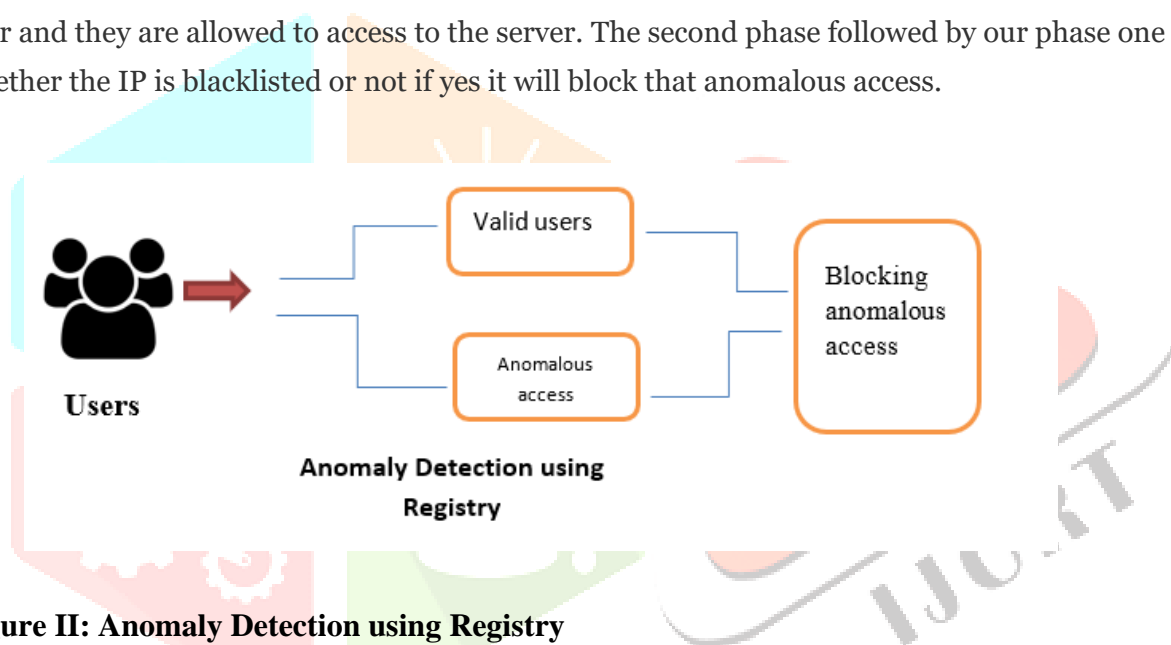 r and they are allowed to access to the server. The second phase followed by our phase one
ether the IP is blacklisted or not if yes it will block that anomalous access.
Valid users
Blocking
anomalous
access
Anomalous
access
Users
Anomaly Detection using
Registry
ure II: Anomaly Detection using Registry